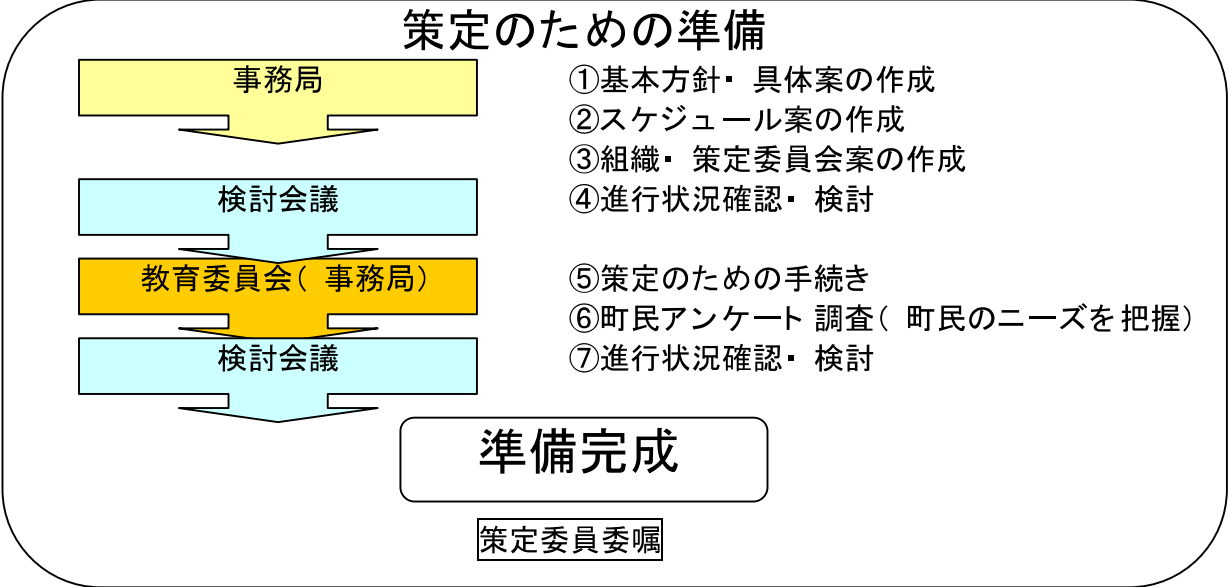 策定のための準備
事務局
①基本方針・具体案の作成
②スケジュール案の作成
③組織・策定委員会案の作成
検討会議
④進行状況確認・検討
教育委員会(事務局)
⑤策定のための手続き
⑥町民アンケート調査(町民のニーズを把握)
検討会議
⑦進行状況確認・検討
準備完成
策定委員委嘱